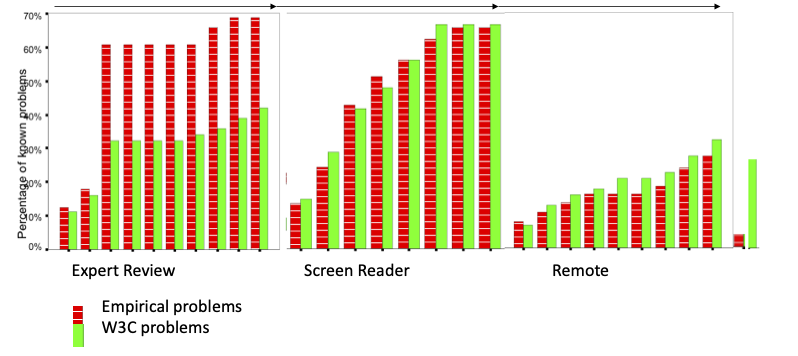 70%
60%
50%
40%
30%
20%
10%
0%
Percentage of known problems
Expert Review
Screen Reader
Remote
Empirical problems
W3C problems